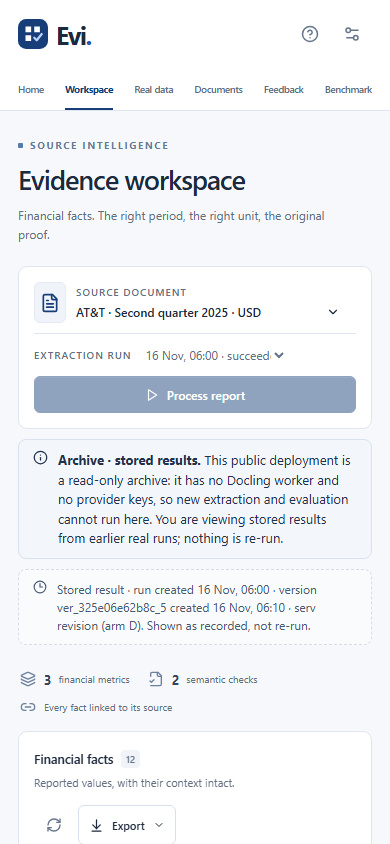 Evi.
Home Workspace Real data Documents Feedback Benchmark
SOURCE INTELLIGENCE
Evidence workspace
Financial facts. The right period, the right unit, the original
proof.
SOURCE DOCUMENT
AT&T · Second quarter 2025 · USD
EXTRACTION RUN 16 Nov, 06:00 · succeed
Process report
Archive · stored results. This public deployment is
a read-only archive: it has no Docling worker and
no provider keys, so new extraction and evaluation
cannot run here. You are viewing stored results
from earlier real runs; nothing is re-run.
Stored result · run created 16 Nov, 06:00 · version
ver_325e06e62b8c_5 created 16 Nov, 06:10 · serv
revision (arm D). Shown as recorded, not re-run.
3 financial metrics 2 semantic checks
Every fact linked to its source
Financial facts 12
Reported values, with their context intact.
Export